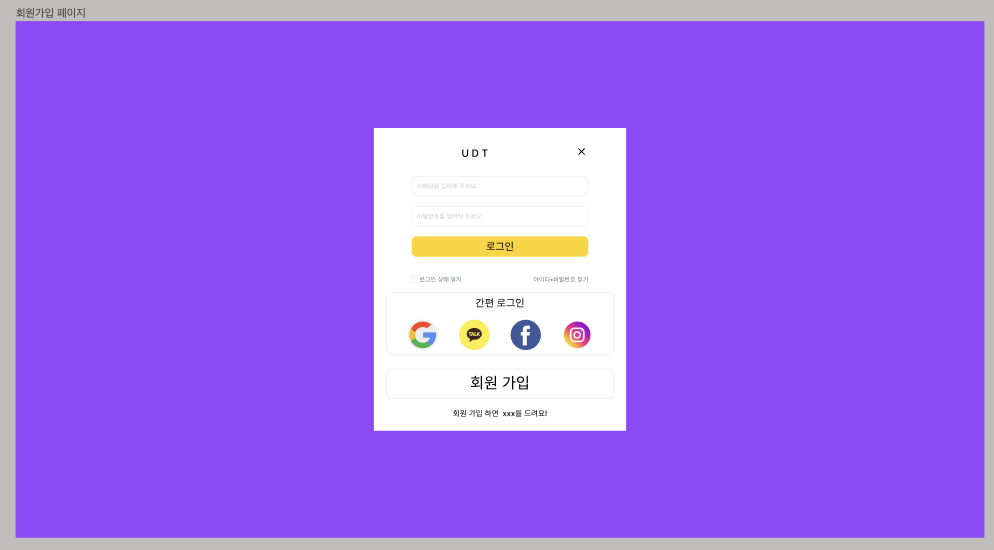 회원가입 페이지
UDT
이메일을 입력해 주세요.
비밀번호를 입력해 주세요.
로그인
로그인 상태 유지
아이디•비밀번호 찾기
간편 로그인
TALK
회원 가입
회원 가입 하면 xxx를 드려요!